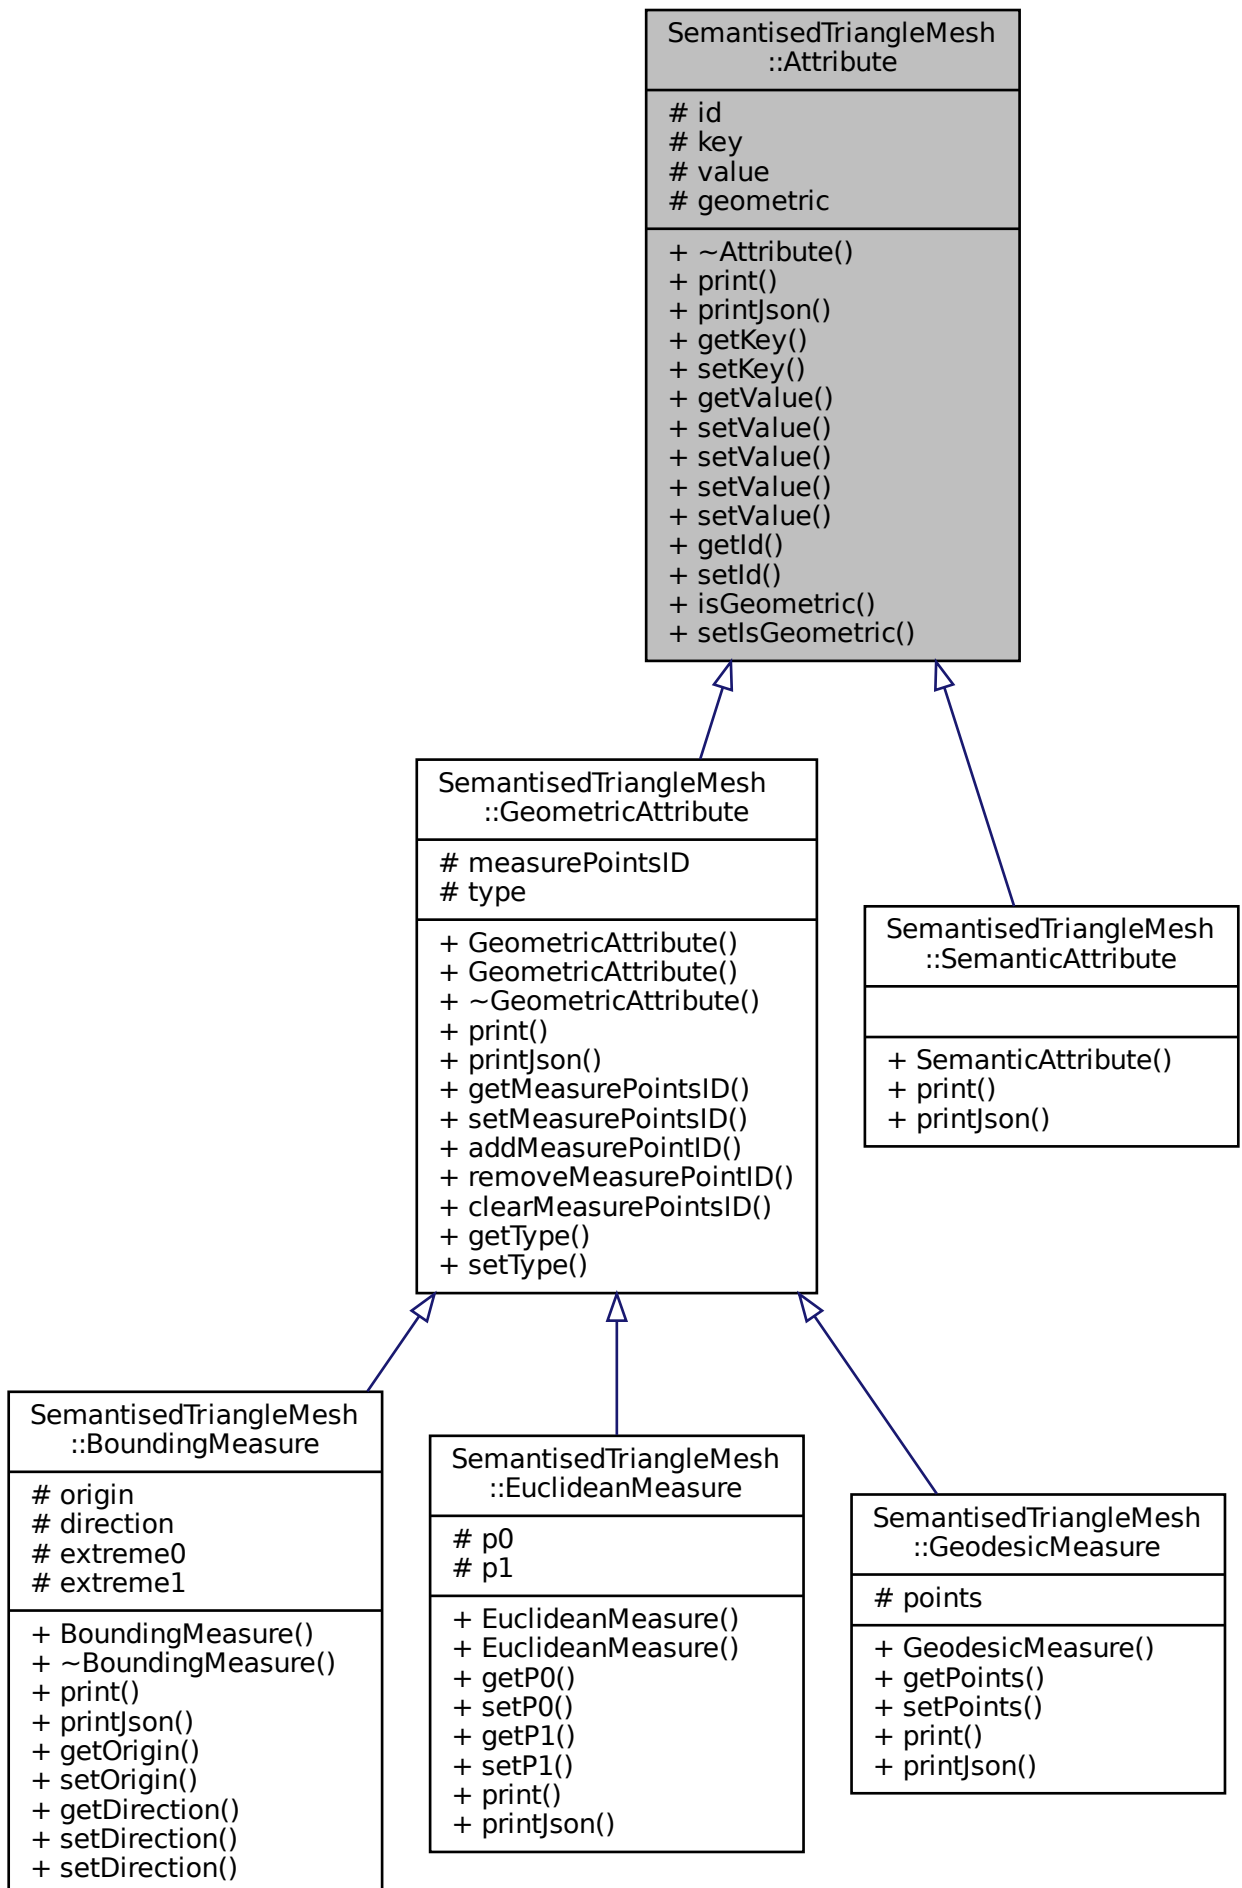 SemantisedTriangleMesh
::Attribute
# id
# key
# value
# geometric
+ ~Attribute()
+ print()
+ printJson()
+ getKey()
+ setKey()
+ getValue()
+ setValue()
+ setValue()
+ setValue()
+ setValue()
+ getId()
+ setId()
+ isGeometric()
+ setIsGeometric()
SemantisedTriangleMesh
::GeometricAttribute
# measurePointsID
# type
+ GeometricAttribute()
+ GeometricAttribute()
+ ~GeometricAttribute()
+ print()
+ printJson()
+ getMeasurePointsID()
+ setMeasurePointsID()
+ addMeasurePointID()
+ removeMeasurePointID()
+ clearMeasurePointsID()
+ getType()
+ setType()
SemantisedTriangleMesh
::SemanticAttribute
+ SemanticAttribute()
+ print()
+ printJson()
SemantisedTriangleMesh
::BoundingMeasure
# origin
# direction
# extreme0
# extreme1
+ BoundingMeasure()
+ ~BoundingMeasure()
+ print()
+ printJson()
+ getOrigin()
+ setOrigin()
+ getDirection()
+ setDirection()
+ setDirection()
SemantisedTriangleMesh
::EuclideanMeasure
# p0
# p1
+ EuclideanMeasure()
+ EuclideanMeasure()
+ getP0()
+ setP0()
+ getP1()
+ setP1()
+ print()
+ printJson()
SemantisedTriangleMesh
::GeodesicMeasure
# points
+ GeodesicMeasure()
+ getPoints()
+ setPoints()
+ print()
+ printJson()